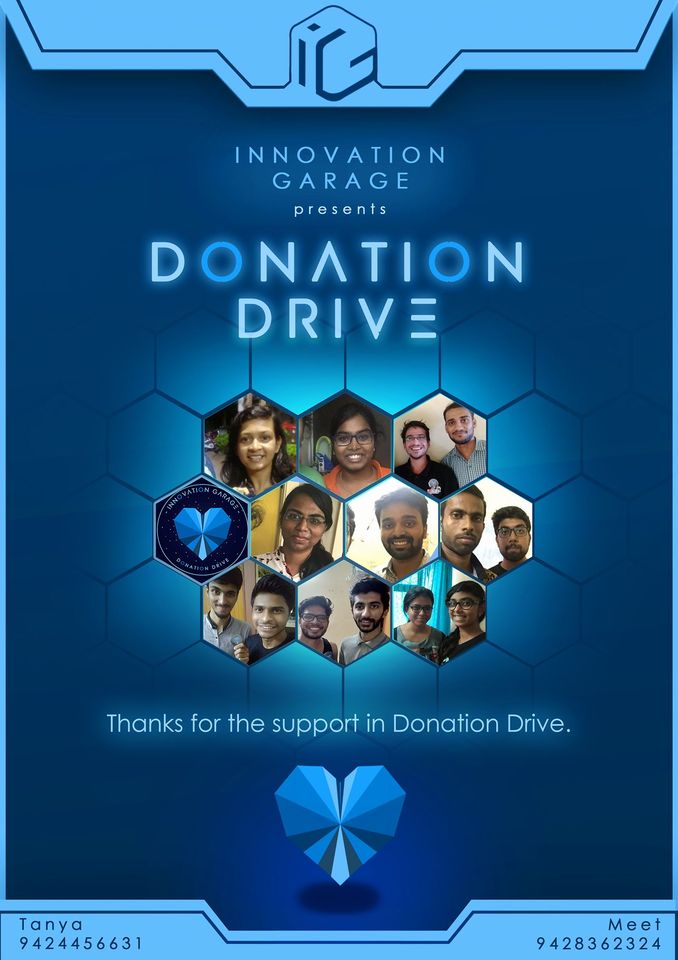 iG
INNOVATION
GARAGE
presents
DONATION
DRIVE
INNOVATION GARAGE
DONATION DRIVE
Thanks for the support in Donation Drive.
Tanya
9424456631
Meet
9428362324